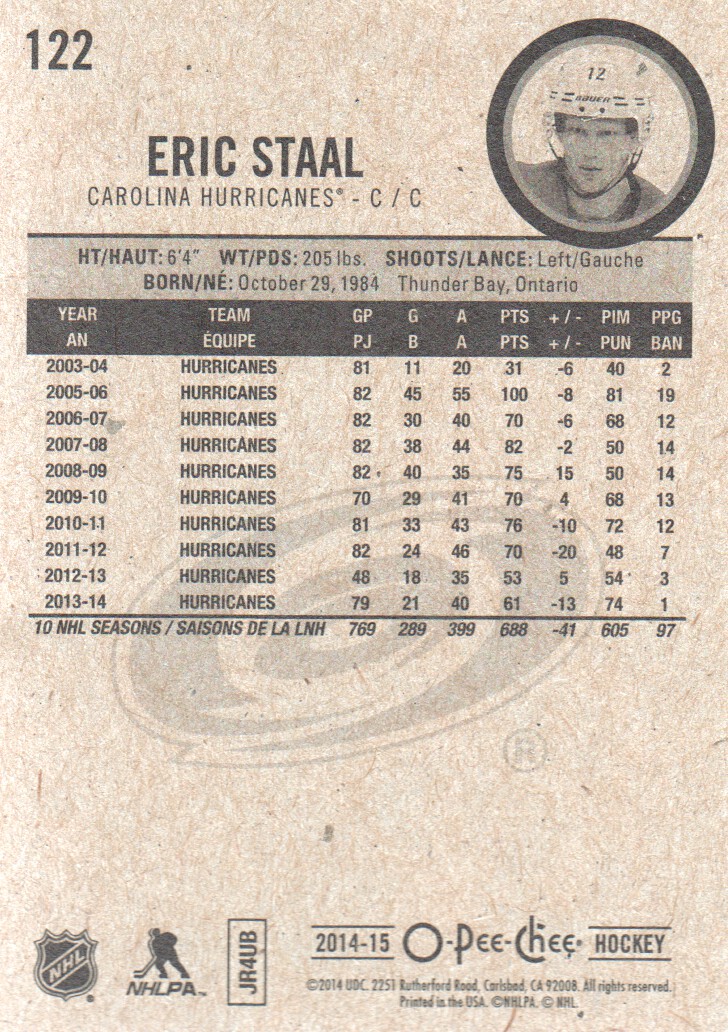 122
12
BAUER
ERIC STAAL
CAROLINA HURRICANES® - C / C
HT/HAUT: 6'4" WT/PDS: 205 lbs. SHOOTS/LANCE: Left/Gauche
BORN/NÉ: October 29, 1984 Thunder Bay, Ontario
YEAR TEAM GP G A PTS + / - PIM PPG
AN ÉQUIPE PJ B A PTS + / - PUN BAN
2003-04 HURRICANES 81 11 20 31 -6 40 2
2005-06 HURRICANES 82 45 55 100 -8 81 19
2006-07 HURRICANES 82 30 40 70 -6 68 12
2007-08 HURRICANES 82 38 44 82 -2 50 14
2008-09 HURRICANES 82 40 35 75 15 50 14
2009-10 HURRICANES 70 29 41 70 4 68 13
2010-11 HURRICANES 81 33 43 76 -10 72 12
2011-12 HURRICANES 82 24 46 70 -20 48 7
2012-13 HURRICANES 48 18 35 53 5 54 3
2013-14 HURRICANES 79 21 40 61 -13 74 1
10 NHL SEASONS / SAISONS DE LA LNH 769 289 399 688 -41 605 97
®
NHL
NHLPA™
JR4UB
2014-15 O-Pee-Chee® HOCKEY
©2014 UDC. 2251 Rutherford Road, Carlsbad, CA 92008. All rights reserved.
Printed in the USA. ©NHLPA. © NHL.